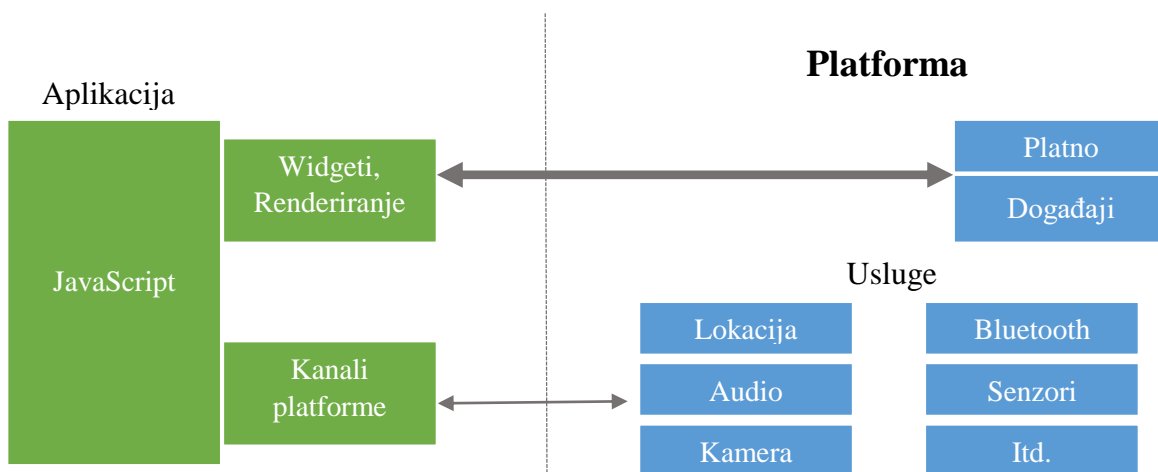 Platforma
Aplikacija
Widgeti,
Renderiranje
Platno
Događaji
JavaScript
Usluge
Lokacija
Bluetooth
Kanali
platforme
Audio
Senzori
Kamera
Itd.